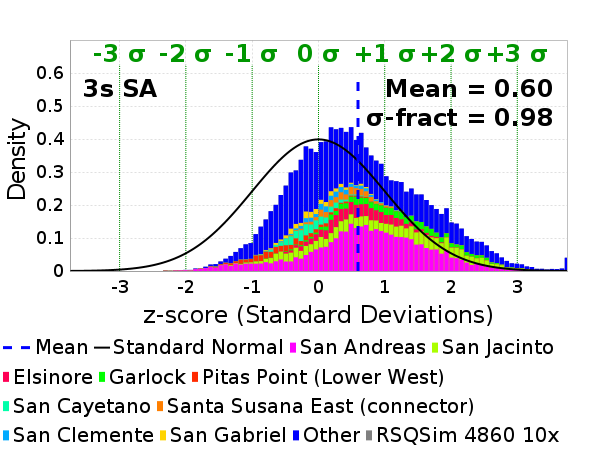 -3 σ -2 σ -1 σ 0 σ +1 σ +2 σ +3 σ
3s SA
Mean = 0.60
σ-fract = 0.98
Density
0.6
0.5
0.4
0.3
0.2
0.1
0
-3 -2 -1 0 1 2 3
z-score (Standard Deviations)
Mean Standard Normal San Andreas San Jacinto
Elsinore Garlock Pitas Point (Lower West)
San Cayetano Santa Susana East (connector)
San Clemente San Gabriel Other RSQSim 4860 10x